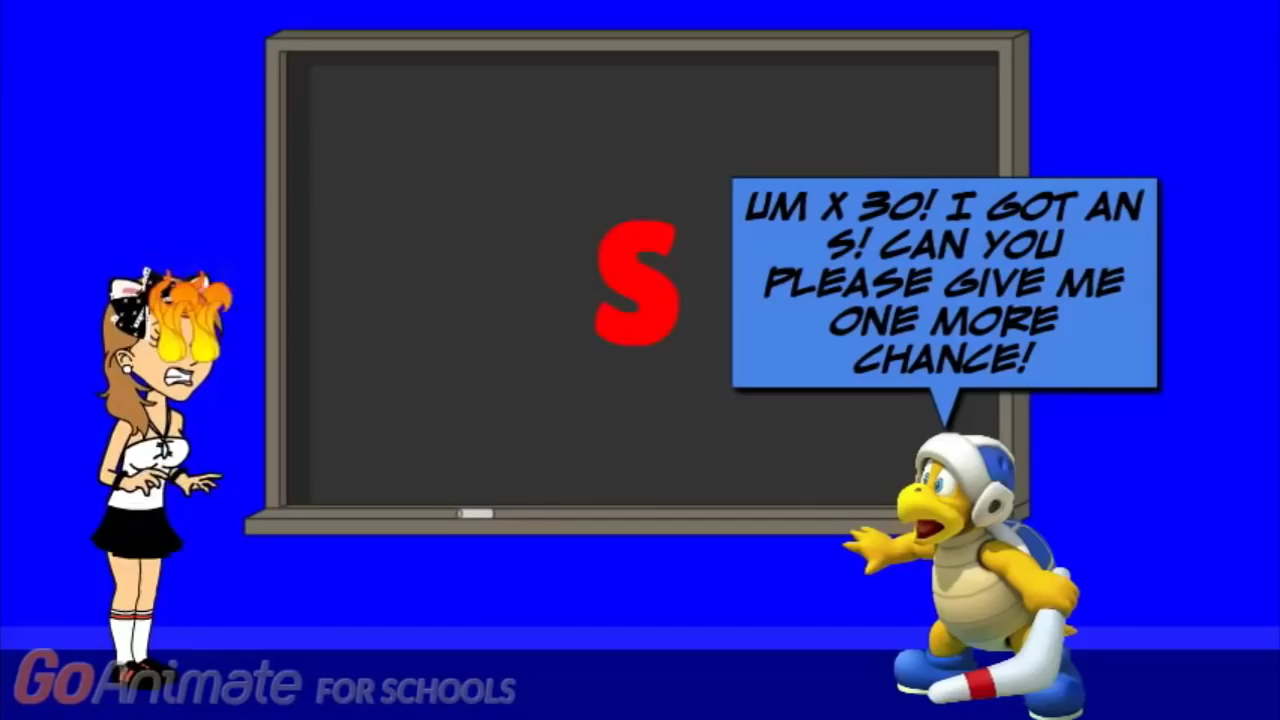 S
UM X 30! I GOT AN
S! CAN YOU
PLEASE GIVE ME
ONE MORE
CHANCE!
GoAnimate FOR SCHOOLS